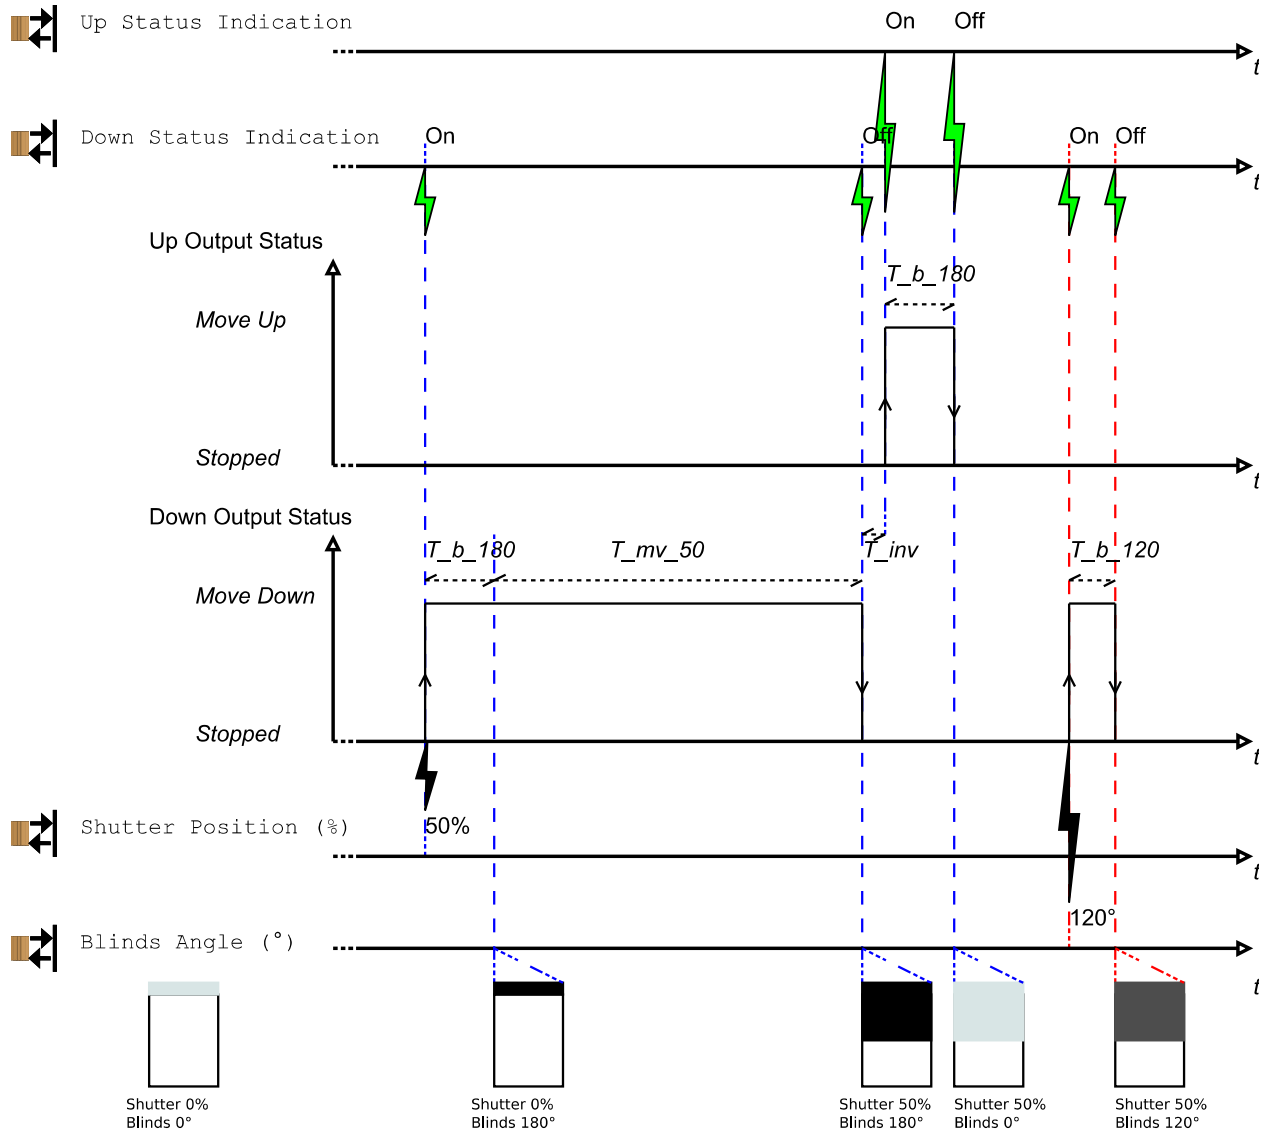 Up Status Indication
On
Off
t
Down Status Indication
On
Off
On
Off
t
Up Output Status
T_b_180
Move Up
Stopped
t
Down Output Status
T_b_180
T_mv_50
T_inv
T_b_120
Move Down
Stopped
t
Shutter Position (%)
50%
t
120°
Blinds Angle (°)
t
Shutter 0%
Blinds 0°
Shutter 0%
Blinds 180°
Shutter 50%
Blinds 180°
Shutter 50%
Blinds 0°
Shutter 50%
Blinds 120°